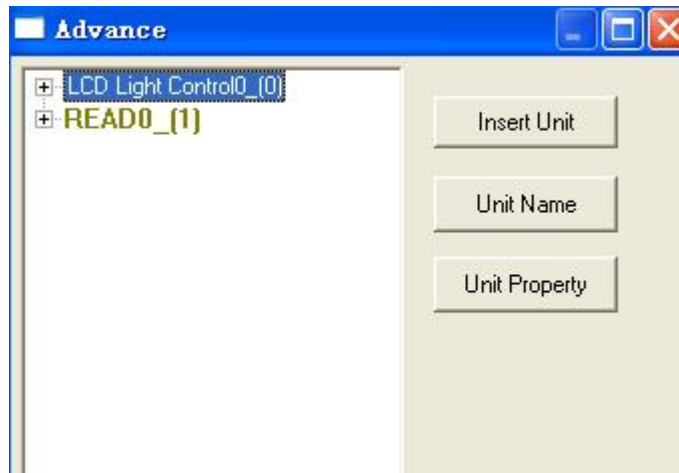 Advance
LCD Light Control0_(0)
READ0_(1)
Insert Unit
Unit Name
Unit Property